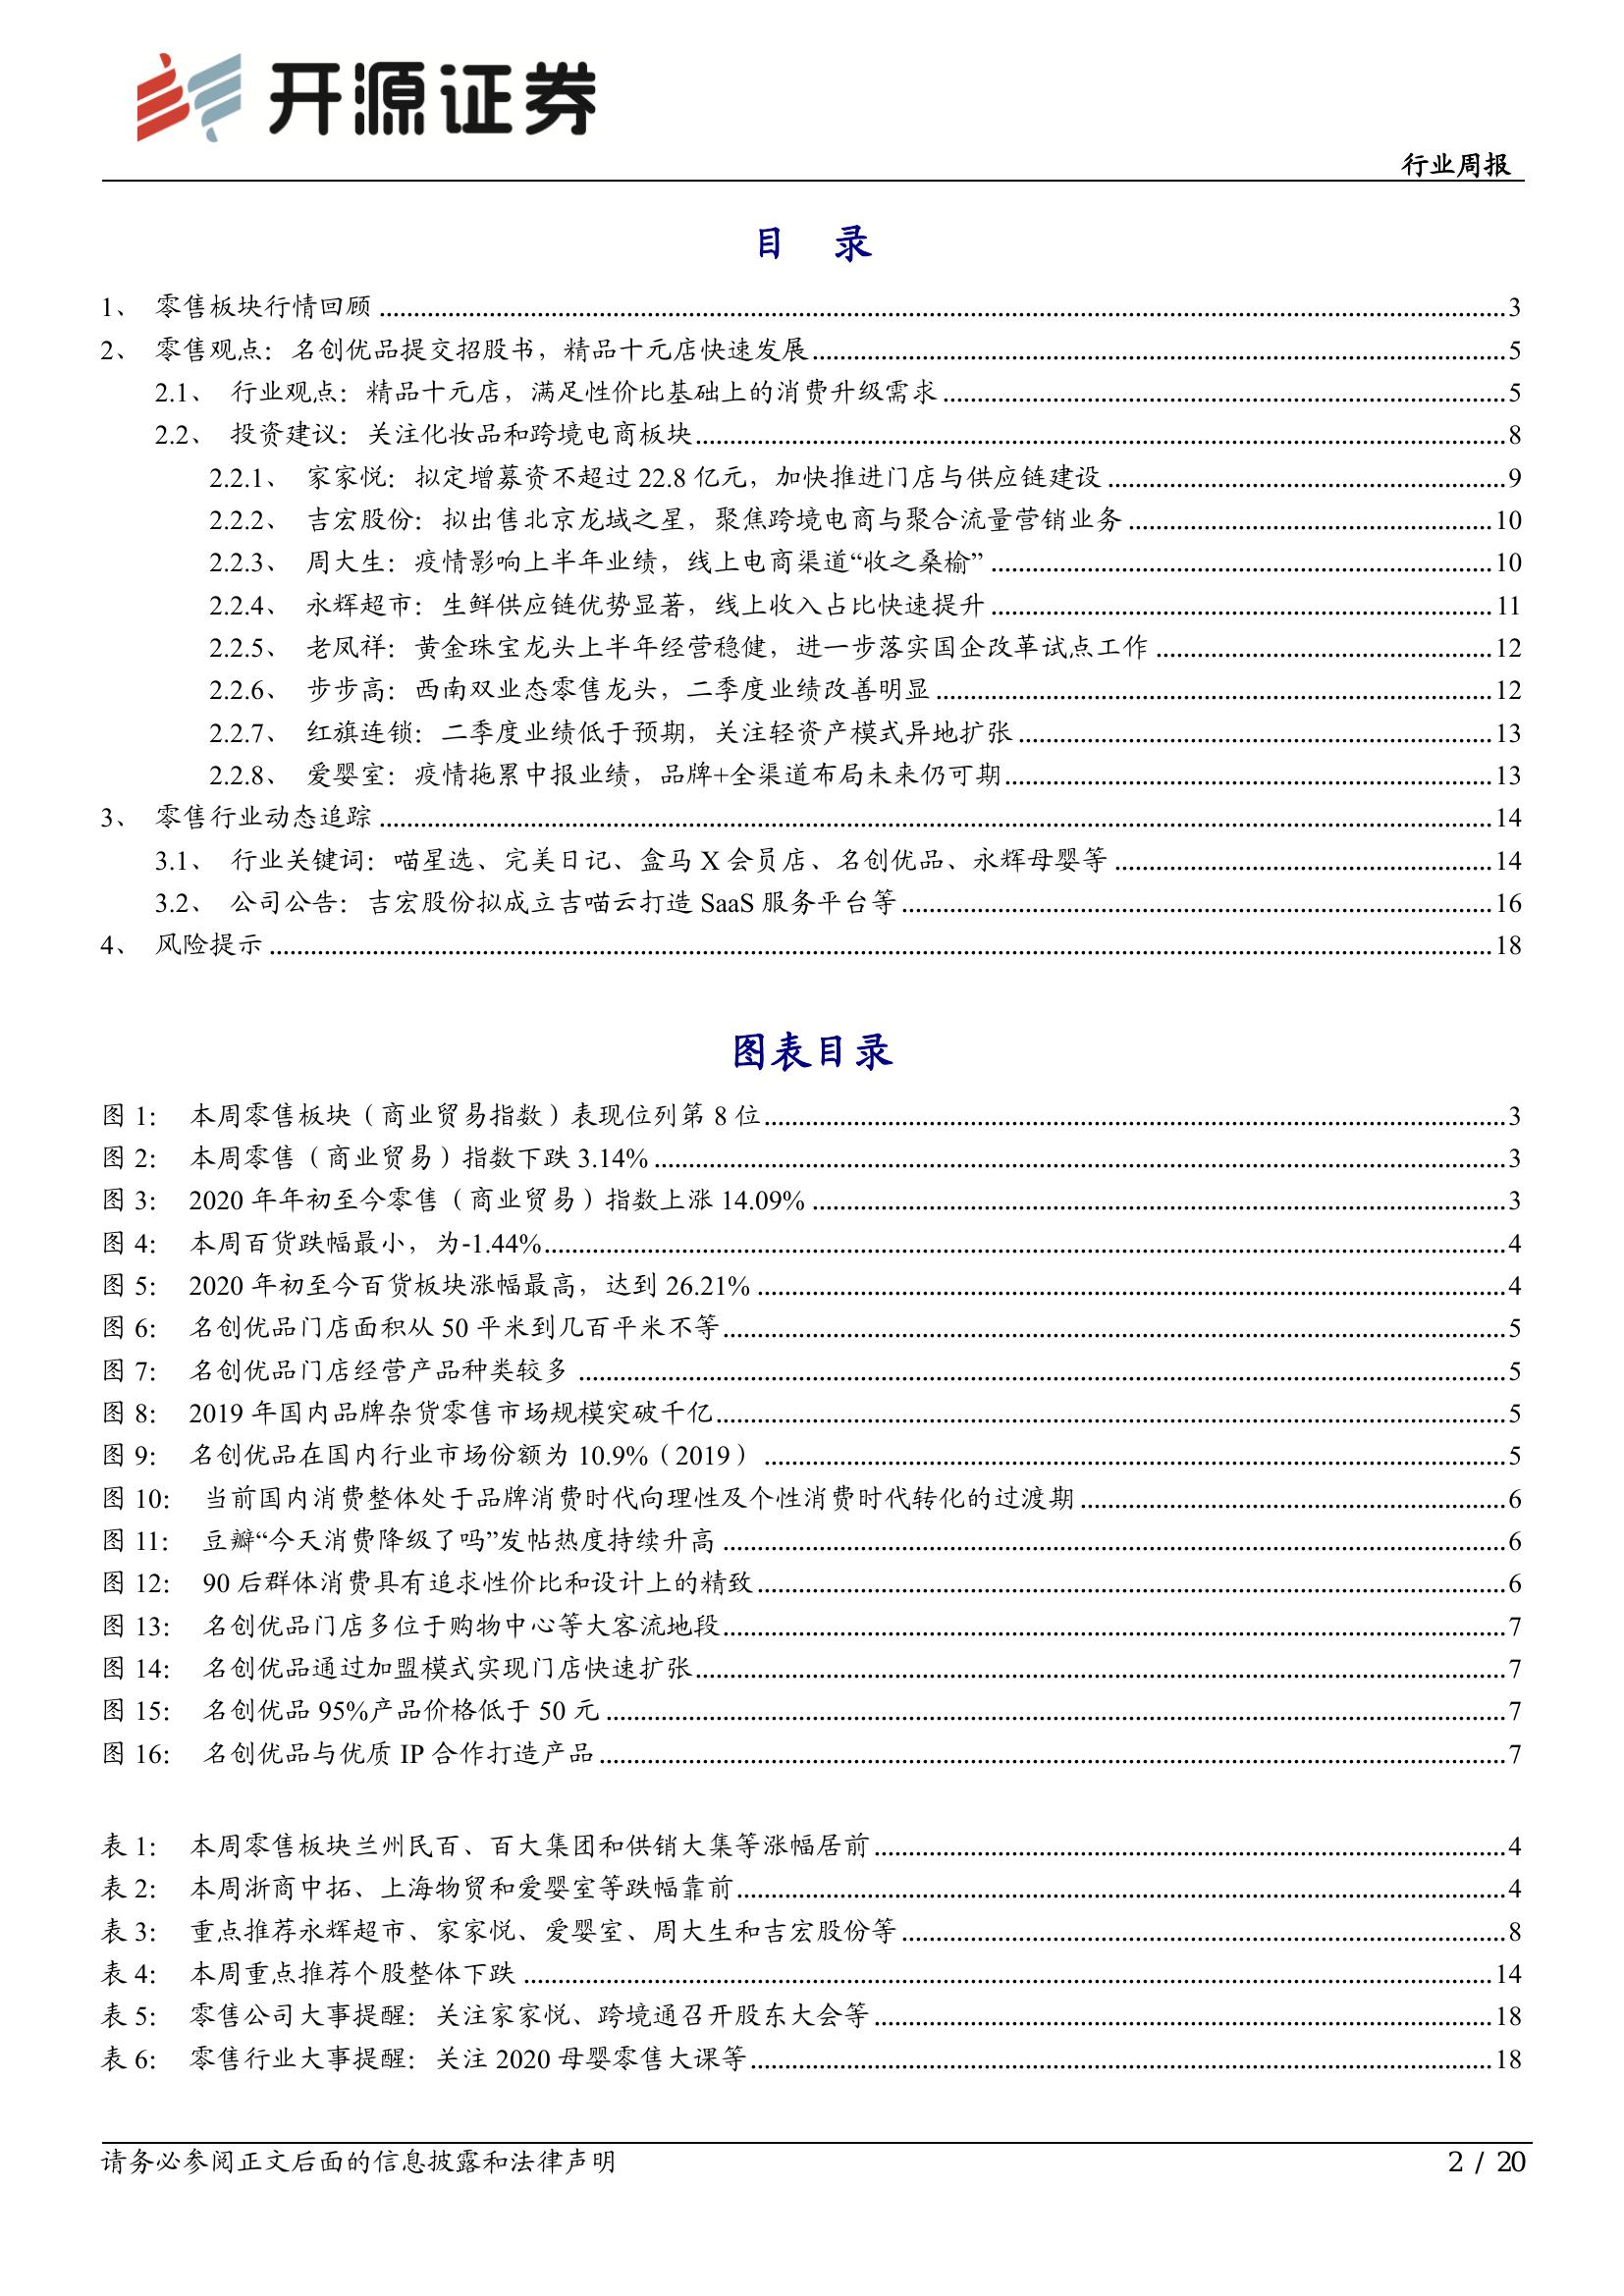 开源证券
行业周报
目 录
1、 零售板块行情回顾 ........ 3
2、 零售观点：名创优品提交招股书，精品十元店快速发展 ........ 5
2.1、 行业观点：精品十元店，满足性价比基础上的消费升级需求 ........ 5
2.2、 投资建议：关注化妆品和跨境电商板块 ........ 8
2.2.1、 家家悦：拟定增募资不超过 22.8 亿元，加快推进门店与供应链建设 ........ 9
2.2.2、 吉宏股份：拟出售北京龙域之星，聚焦跨境电商与聚合流量营销业务 ........ 10
2.2.3、 周大生：疫情影响上半年业绩，线上电商渠道“收之桑榆” ........ 10
2.2.4、 永辉超市：生鲜供应链优势显著，线上收入占比快速提升 ........ 11
2.2.5、 老凤祥：黄金珠宝龙头上半年经营稳健，进一步落实国企改革试点工作 ........ 12
2.2.6、 步步高：西南双业态零售龙头，二季度业绩改善明显 ........ 12
2.2.7、 红旗连锁：二季度业绩低于预期，关注轻资产模式异地扩张 ........ 13
2.2.8、 爱婴室：疫情拖累中报业绩，品牌+全渠道布局未来仍可期 ........ 13
3、 零售行业动态追踪 ........ 14
3.1、 行业关键词：喵星选、完美日记、盒马 X 会员店、名创优品、永辉母婴等 ........ 14
3.2、 公司公告：吉宏股份拟成立吉喵云打造 SaaS 服务平台等 ........ 16
4、 风险提示 ........ 18
图表目录
图 1： 本周零售板块（商业贸易指数）表现位列第 8 位 ........ 3
图 2： 本周零售（商业贸易）指数下跌 3.14% ........ 3
图 3： 2020 年年初至今零售（商业贸易）指数上涨 14.09% ........ 3
图 4： 本周百货跌幅最小，为-1.44% ........ 4
图 5： 2020 年初至今百货板块涨幅最高，达到 26.21% ........ 4
图 6： 名创优品门店面积从 50 平米到几百平米不等 ........ 5
图 7： 名创优品门店经营产品种类较多 ........ 5
图 8： 2019 年国内品牌杂货零售市场规模突破千亿 ........ 5
图 9： 名创优品在国内行业市场份额为 10.9%（2019） ........ 5
图 10： 当前国内消费整体处于品牌消费时代向理性及个性消费时代转化的过渡期 ........ 6
图 11： 豆瓣“今天消费降级了吗”发帖热度持续升高 ........ 6
图 12： 90 后群体消费具有追求性价比和设计上的精致 ........ 6
图 13： 名创优品门店多位于购物中心等大客流地段 ........ 7
图 14： 名创优品通过加盟模式实现门店快速扩张 ........ 7
图 15： 名创优品 95%产品价格低于 50 元 ........ 7
图 16： 名创优品与优质 IP 合作打造产品 ........ 7
表 1： 本周零售板块兰州民百、百大集团和供销大集等涨幅居前 ........ 4
表 2： 本周浙商中拓、上海物贸和爱婴室等跌幅靠前 ........ 4
表 3： 重点推荐永辉超市、家家悦、爱婴室、周大生和吉宏股份等 ........ 8
表 4： 本周重点推荐个股整体下跌 ........ 14
表 5： 零售公司大事提醒：关注家家悦、跨境通召开股东大会等 ........ 18
表 6： 零售行业大事提醒：关注 2020 母婴零售大课等 ........ 18
请务必参阅正文后面的信息披露和法律声明 2 / 20